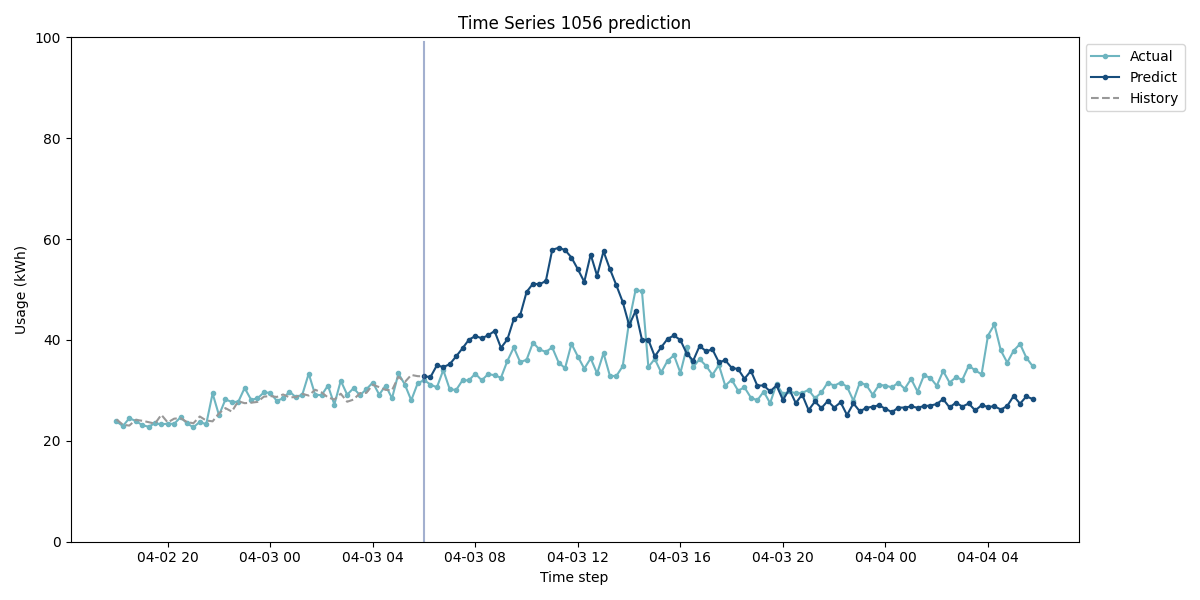 Time Series 1056 prediction
100
80
60
40
20
0
Usage (kWh)
04-02 20
04-03 00
04-03 04
04-03 08
04-03 12
04-03 16
04-03 20
04-04 00
04-04 04
Time step
Actual
Predict
History